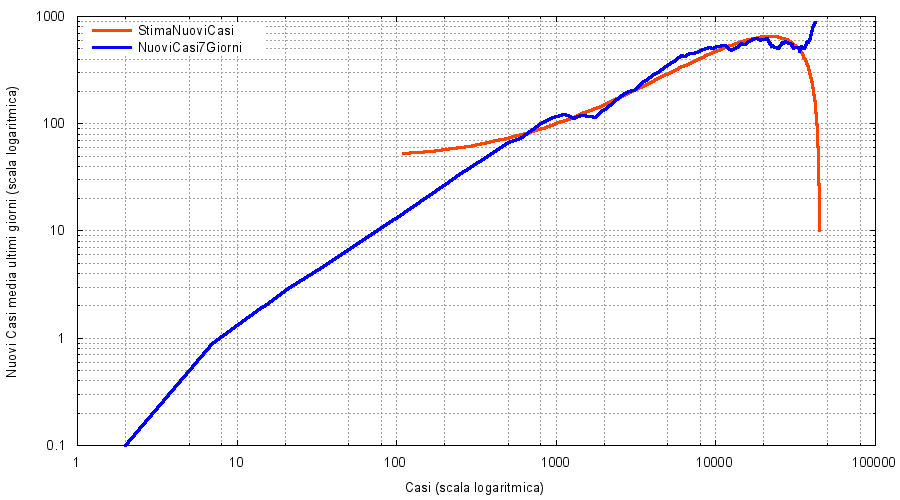 1000
StimaNuoviCasi
NuoviCasi7Giorni
100
10
1
0.1
Nuovi Casi media ultimi giorni (scala logaritmica)
1 10 100 1000 10000 100000
Casi (scala logaritmica)